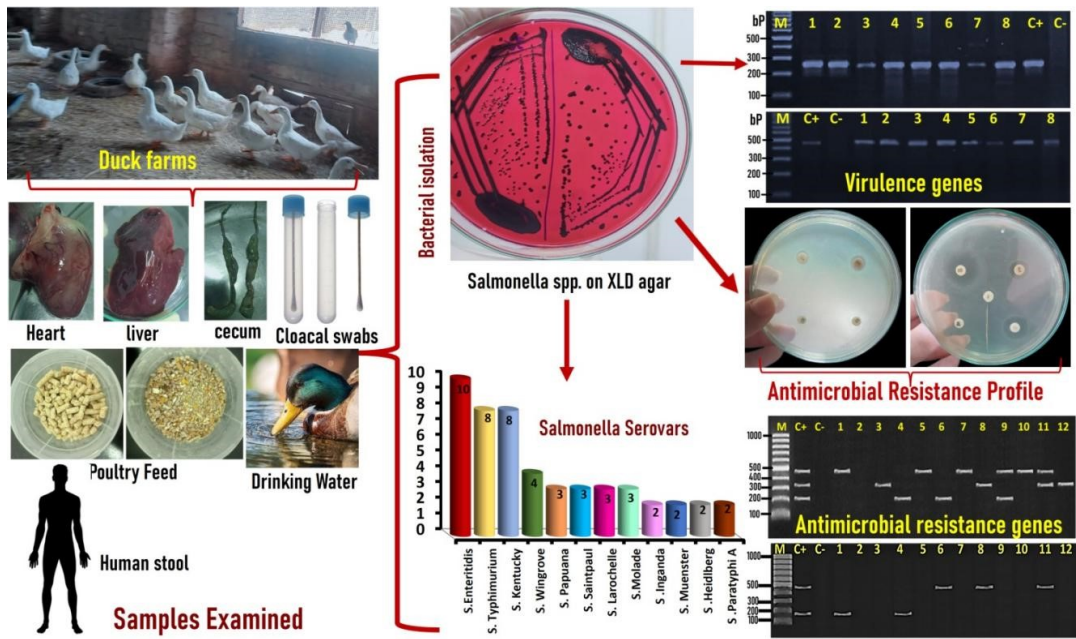 Duck farms
Heart
liver
cecum
Cloacal swabs
Poultry Feed
Drinking Water
Human stool
Samples Examined
Bacterial isolation
Salmonella spp. on XLD agar
Salmonella Serovars
10
9
8
7
6
5
4
3
2
1
0
10
8
8
4
3
3
3
3
2
2
2
2
S.Enteritidis
S. Typhimurium
S. Kentucky
S. Wingrove
S. Papuana
S. Saintpaul
S. Larochelle
S.Molade
S .Inganda
S. Muenster
S .Heidlberg
S .Paratyphi A
bP M 1 2 3 4 5 6 7 8 C+ C-
500
300
200
100
bP M C+ C- 1 2 3 4 5 6 7 8
500
300
200
100
Virulence genes
Antimicrobial Resistance Profile
M C+ C- 1 2 3 4 5 6 7 8 9 10 11 12
1000
500
400
300
200
100
Antimicrobial resistance genes
M C+ C- 1 2 3 4 5 6 7 8 9 10 11 12
1000
500
300
200
100